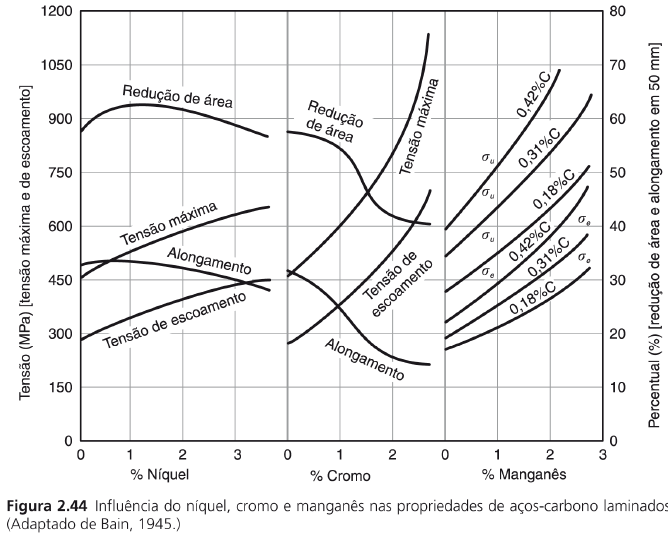 1200
1050
900
750
600
450
300
150
0
Tensão (MPa) [tensão máxima e de escoamento]
80
70
60
50
40
30
20
10
0
Percentual (%) [redução de área e alongamento em 50 mm]
Redução de área
Tensão máxima
Alongamento
Tensão de escoamento
0 1 2 3
% Níquel
Redução
de área
Tensão máxima
Tensão de
escoamento
Alongamento
0 1 2
% Cromo
0,42%C
σu
0,31%C
σu
0,18%C
σu
0,42%C
σe
0,31%C
σe
0,18%C
σe
0 1 2 3
% Manganês
Figura 2.44 Influência do níquel, cromo e manganês nas propriedades de aços-carbono laminados
(Adaptado de Bain, 1945.)